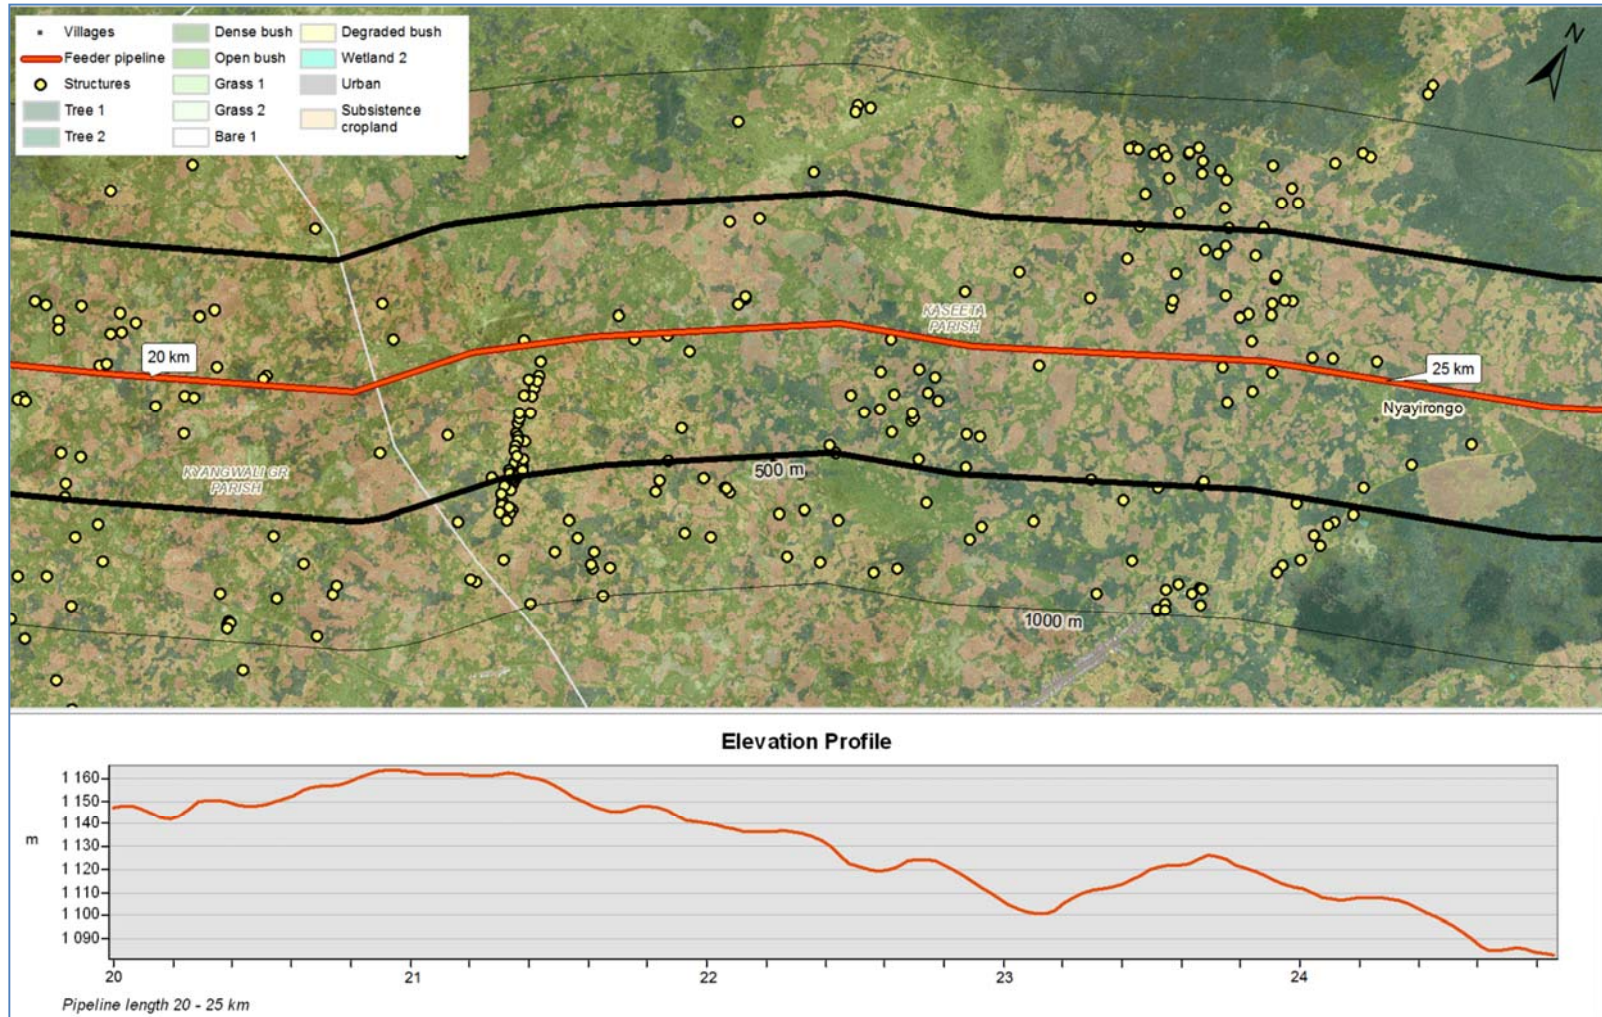 Villages
Feeder pipeline
Structures
Tree 1
Tree 2
Dense bush
Open bush
Grass 1
Grass 2
Bare 1
Degraded bush
Wetland 2
Urban
Subsistence
cropland
N
20 km
KASEETA
PARISH
25 km
Nyayirongo
KYANGWALI GR
PARISH
500 m
1000 m
Elevation Profile
1 160
1 150
1 140
m
1 130
1 120
1 110
1 100
1 090
20
21
22
23
24
Pipeline length 20 - 25 km